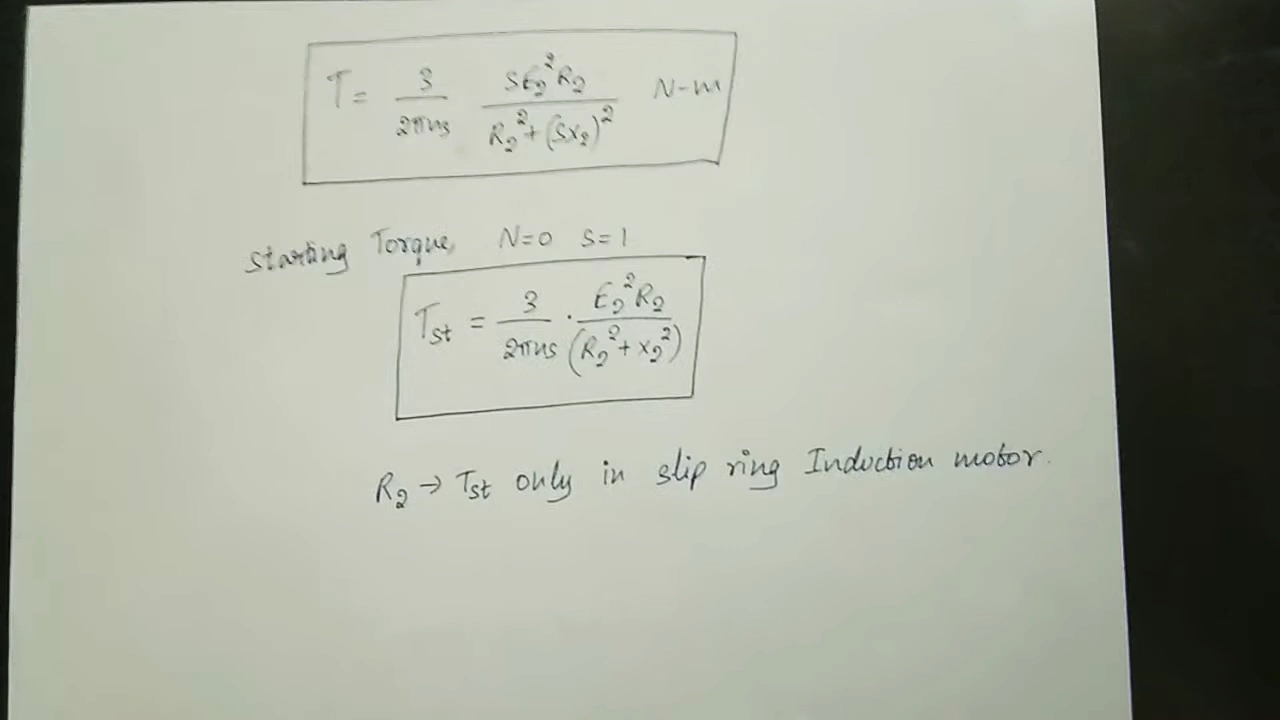 T = 3/2πns SE₂²R₂/R₂²+(Sx₂)² N-m
starting Torque, N=0 S=1
Tst = 3/2πns · E₂²R₂/(R₂²+x₂²)
R₂ → Tst only in slip ring Induction motor.